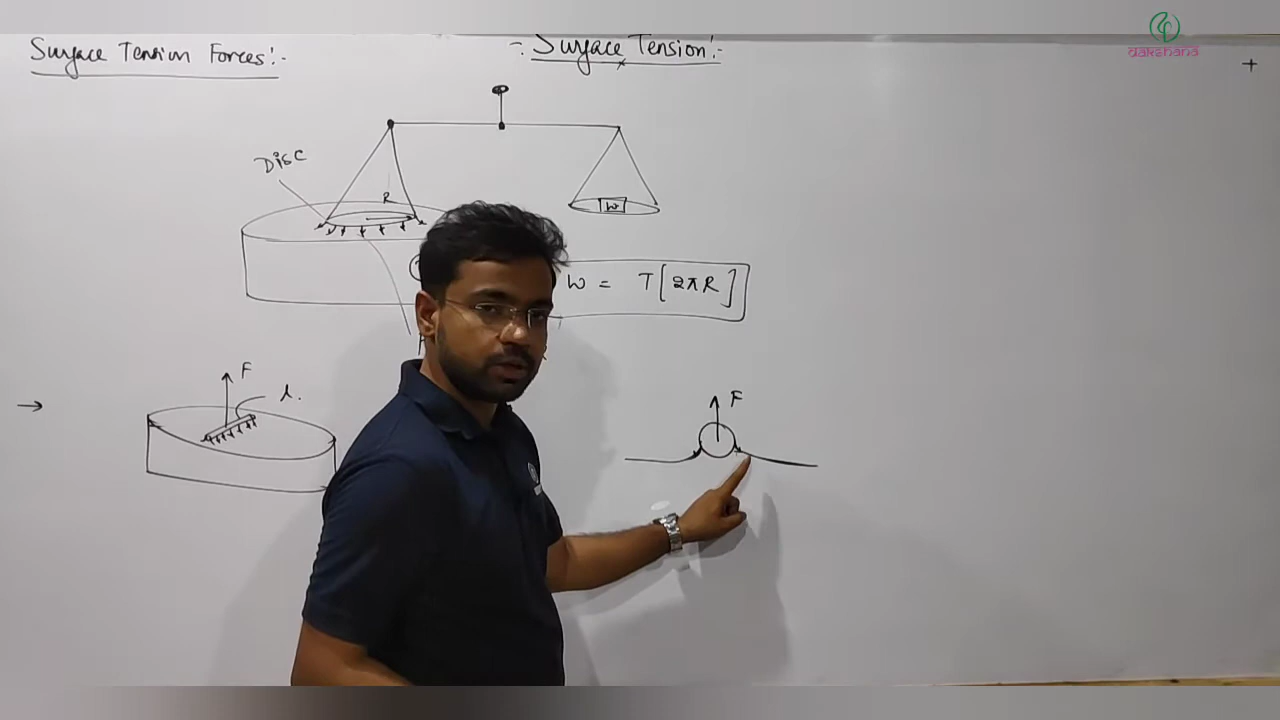 Surface Tension Forces:-
-: Surface Tension:-
dakshana
Disc
R
W
W = T[2πR]
F
l.
F